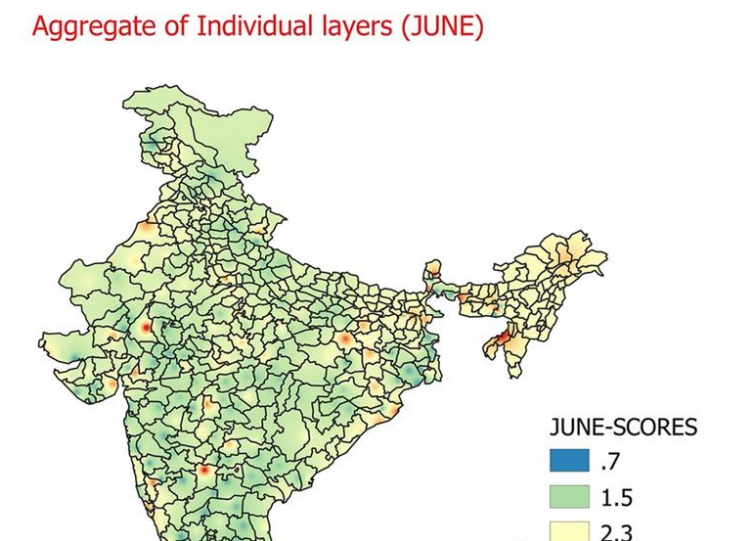 Aggregate of Individual layers (JUNE)
JUNE-SCORES
.7
1.5
2.3